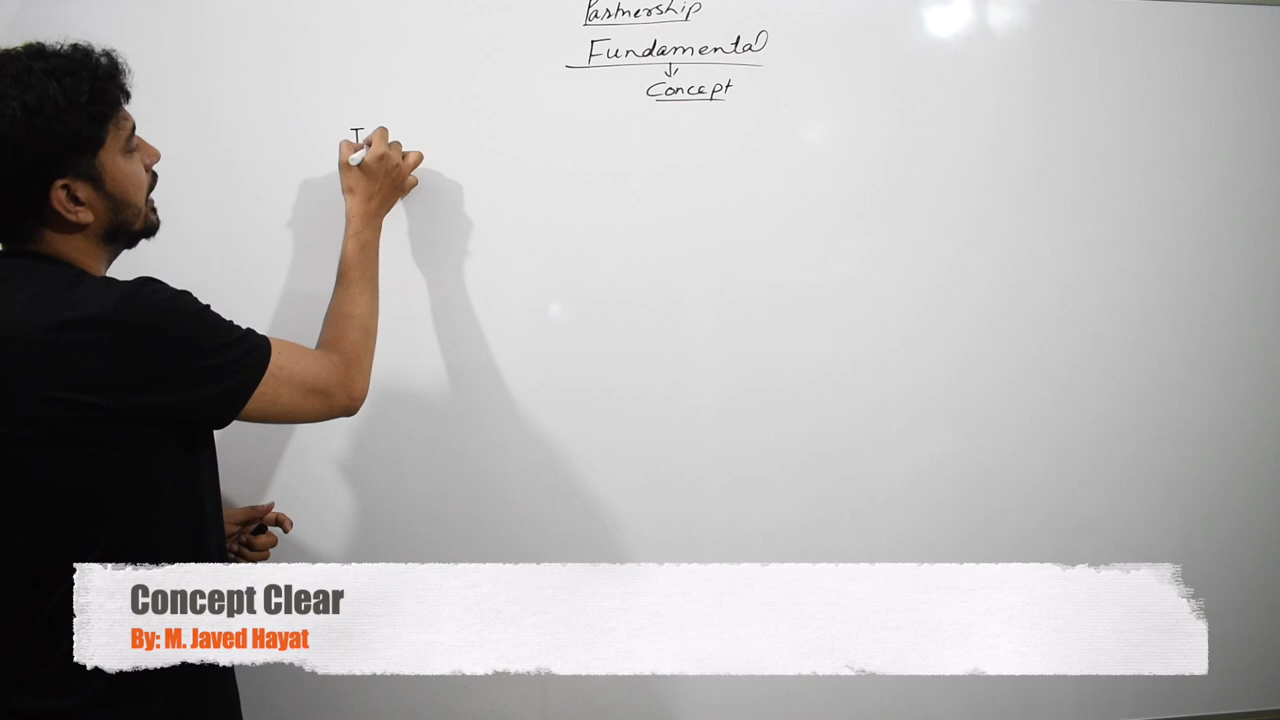 Partnership
Fundamental
Concept
T
Concept Clear
By: M. Javed Hayat